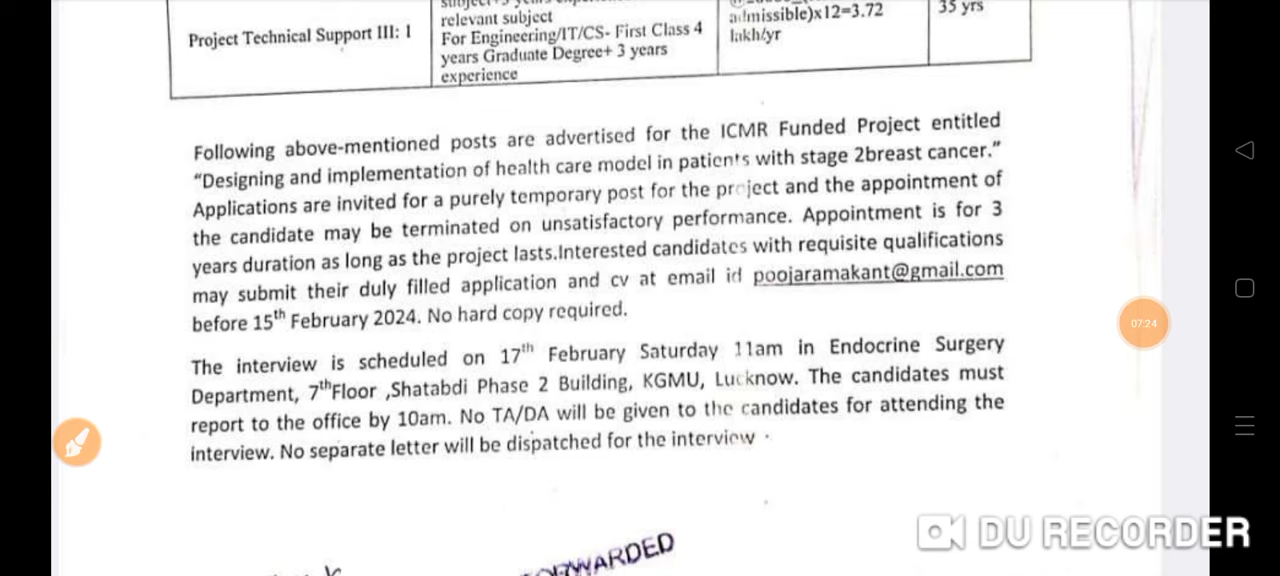 relevant subject
For Engineering/IT/CS- First Class 4
years Graduate Degree+ 3 years
experience
Project Technical Support III: 1
admissible)x12=3.72
lakh/yr
35 yrs
Following above-mentioned posts are advertised for the ICMR Funded Project entitled
“Designing and implementation of health care model in patients with stage 2breast cancer.”
Applications are invited for a purely temporary post for the project and the appointment of
the candidate may be terminated on unsatisfactory performance. Appointment is for 3
years duration as long as the project lasts.Interested candidates with requisite qualifications
may submit their duly filled application and cv at email id poojaramakant@gmail.com
before 15th February 2024. No hard copy required.
The interview is scheduled on 17th February Saturday 11am in Endocrine Surgery
Department, 7thFloor ,Shatabdi Phase 2 Building, KGMU, Lucknow. The candidates must
report to the office by 10am. No TA/DA will be given to the candidates for attending the
interview. No separate letter will be dispatched for the interview
07:24
DU RECORDER